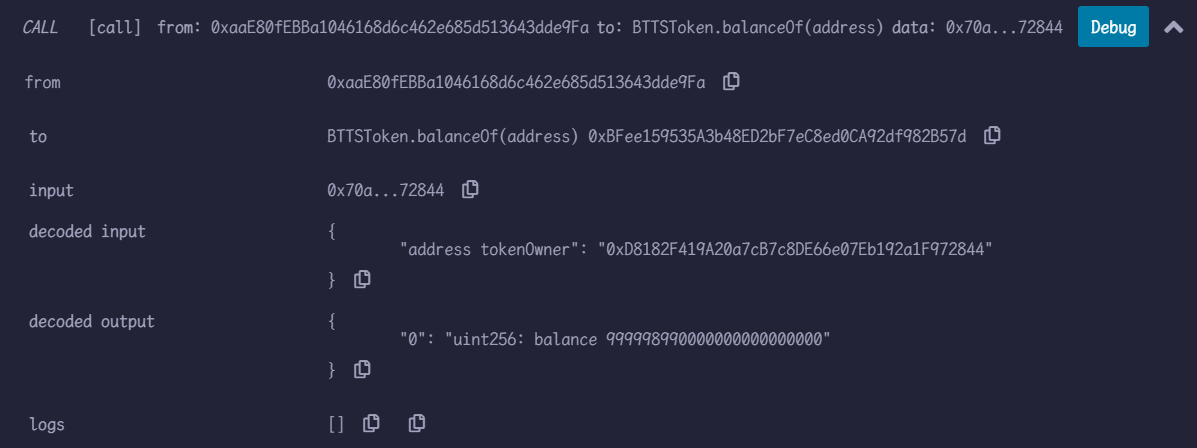 CALL [call] from: 0xaaE80fEBBa1046168d6c462e685d513643dde9Fa to: BTTSToken.balanceOf(address) data: 0x70a...72844 Debug
from 0xaaE80fEBBa1046168d6c462e685d513643dde9Fa
to BTTSToken.balanceOf(address) 0xBFee159535A3b48ED2bF7eC8ed0CA92df982B57d
input 0x70a...72844
decoded input {
"address tokenOwner": "0xD8182F419A20a7cB7c8DE66e07Eb192a1F972844"
}
decoded output {
"0": "uint256: balance 999998990000000000000000"
}
logs []